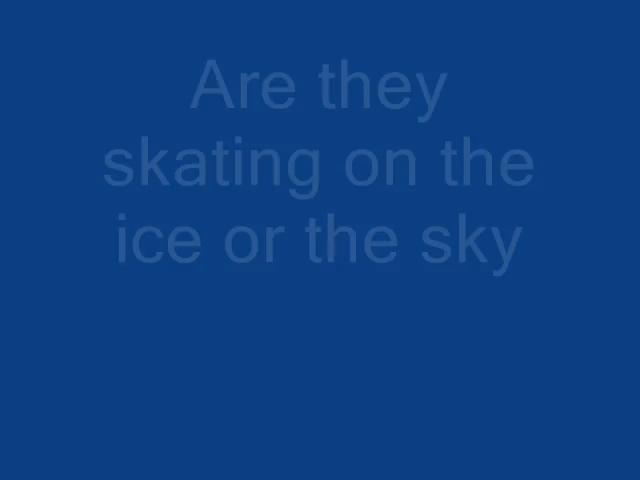 Are they
skating on the
ice or the sky